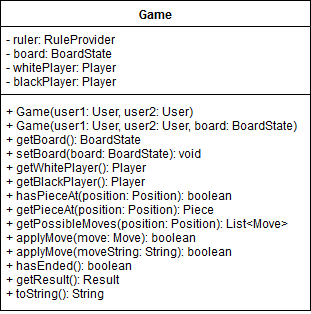 Game
- ruler: RuleProvider
- board: BoardState
- whitePlayer: Player
- blackPlayer: Player
+ Game(user1: User, user2: User)
+ Game(user1: User, user2: User, board: BoardState)
+ getBoard(): BoardState
+ setBoard(board: BoardState): void
+ getWhitePlayer(): Player
+ getBlackPlayer(): Player
+ hasPieceAt(position: Position): boolean
+ getPieceAt(position: Position): Piece
+ getPossibleMoves(position: Position): List<Move>
+ applyMove(move: Move): boolean
+ applyMove(moveString: String): boolean
+ hasEnded(): boolean
+ getResult(): Result
+ toString(): String